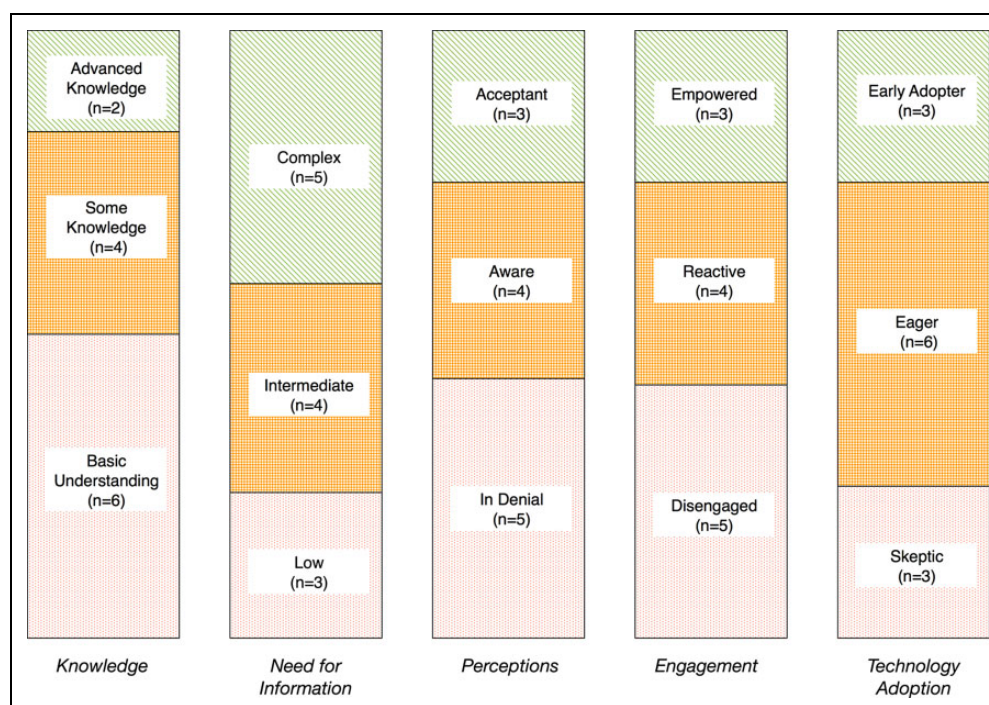 Advanced
Knowledge
(n=2)
Some
Knowledge
(n=4)
Basic
Understanding
(n=6)
Knowledge
Complex
(n=5)
Intermediate
(n=4)
Low
(n=3)
Need for
Information
Acceptant
(n=3)
Aware
(n=4)
In Denial
(n=5)
Perceptions
Empowered
(n=3)
Reactive
(n=4)
Disengaged
(n=5)
Engagement
Early Adopter
(n=3)
Eager
(n=6)
Skeptic
(n=3)
Technology
Adoption